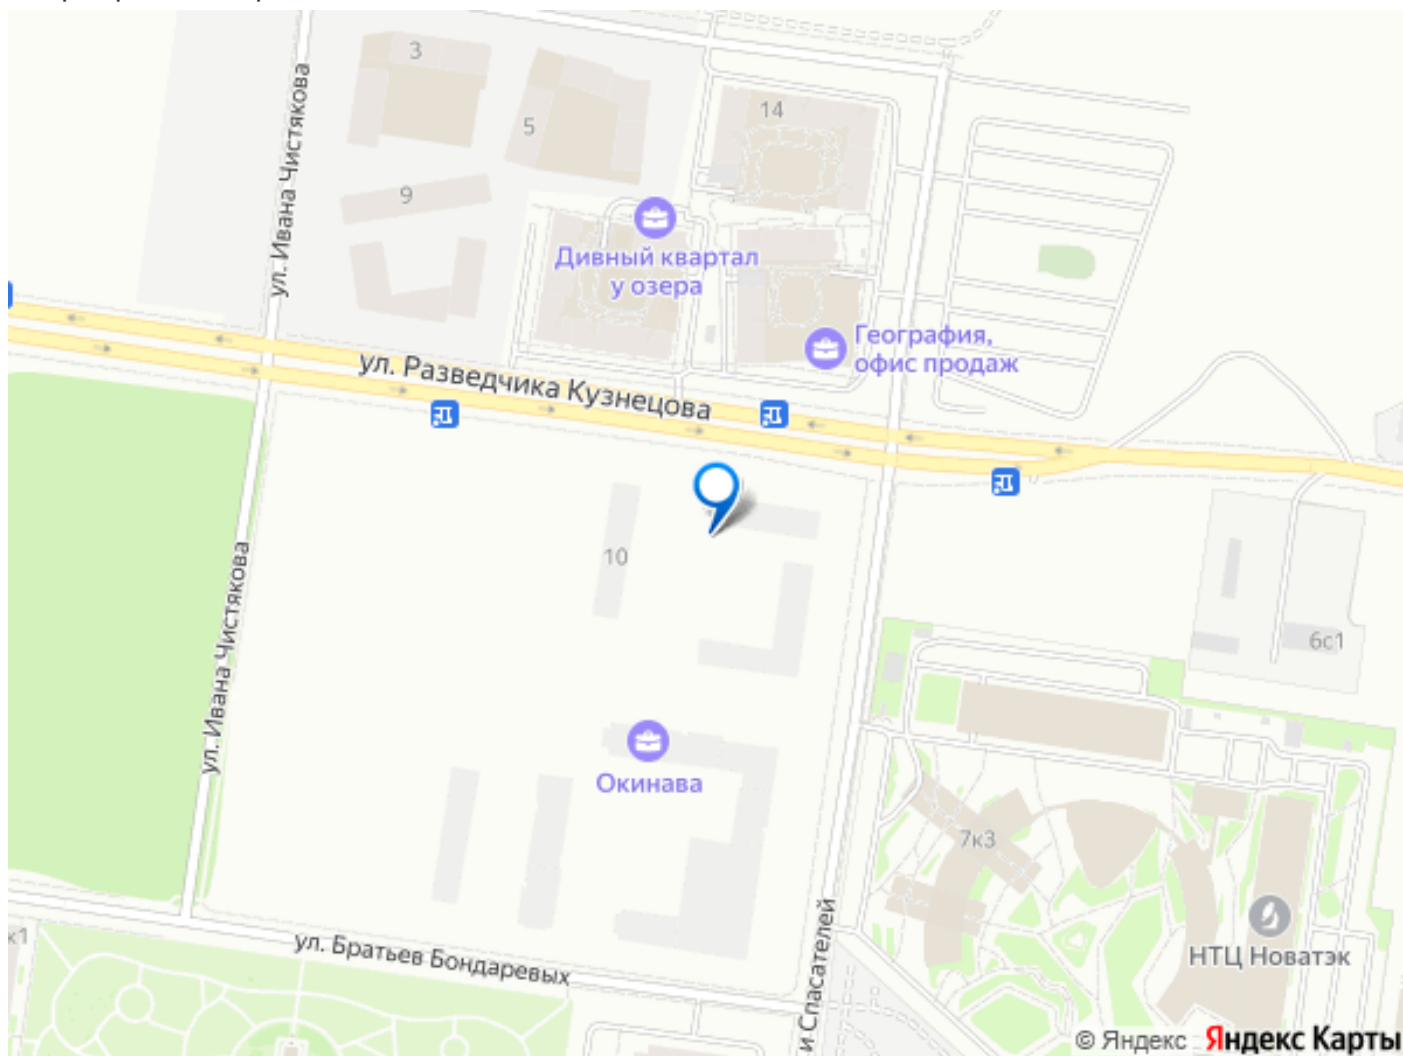 3
14
5
ул. Ивана Чистякова
9
Дивный квартал
у озера
География,
офис продаж
ул. Разведчика Кузнецова
10
6с1
ул. Ивана Чистякова
Окинава
7к3
и Спасателей
НТЦ Новатэк
к1
ул. Братьев Бондаревых
© Яндекс Яндекс Карты